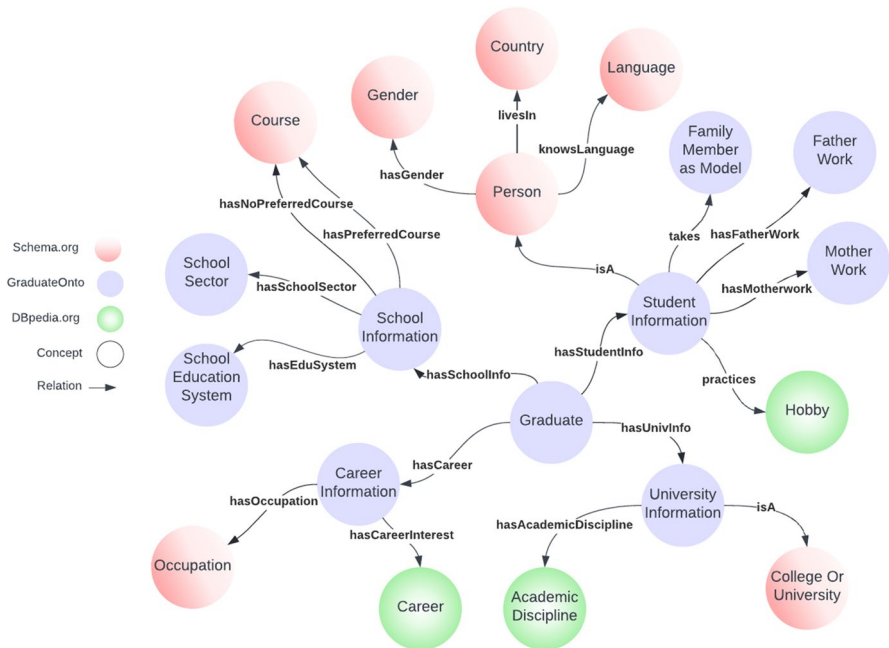 Country
Language
Gender
Course
livesIn
Family
Member
as Model
Father
Work
knowsLanguage
hasGender
Person
hasNoPreferredCourse
hasPreferredCourse
takes
hasFatherWork
Schema.org
School
Sector
isA
Mother
Work
GraduateOnto
hasSchoolSector
School
Information
Student
Information
hasMotherwork
DBpedia.org
Concept
School
Education
System
hasEduSystem
hasStudentInfo
Relation
hasSchoolInfo
practices
Hobby
Graduate
hasUnivInfo
hasCareer
Career
Information
University
Information
hasOccupation
isA
hasAcademicDiscipline
hasCareerInterest
Occupation
Career
Academic
Discipline
College Or
University